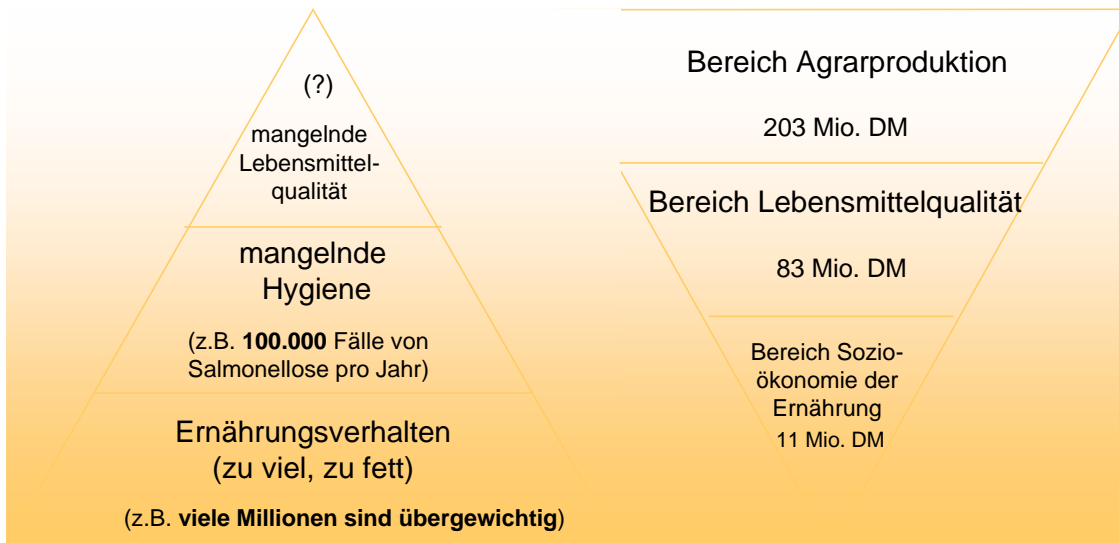 (?)
mangelnde
Lebensmittel-
qualität
mangelnde
Hygiene
(z.B. 100.000 Fälle von
Salmonellose pro Jahr)
Ernährungsverhalten
(zu viel, zu fett)
(z.B. viele Millionen sind übergewichtig)
Bereich Agrarproduktion
203 Mio. DM
Bereich Lebensmittelqualität
83 Mio. DM
Bereich Sozio-
ökonomie der
Ernährung
11 Mio. DM